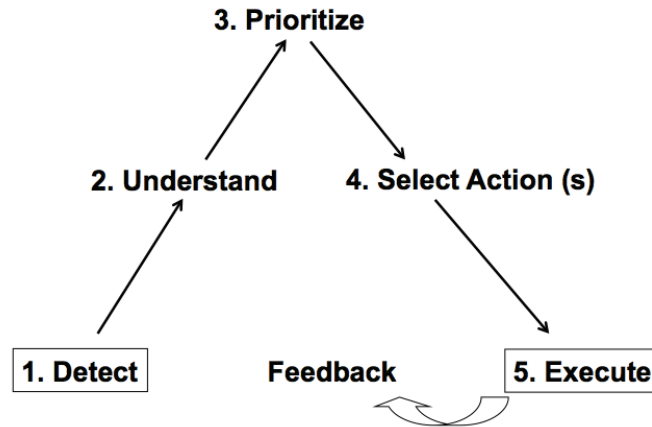 3. Prioritize
2. Understand
4. Select Action (s)
1. Detect
Feedback
5. Execute